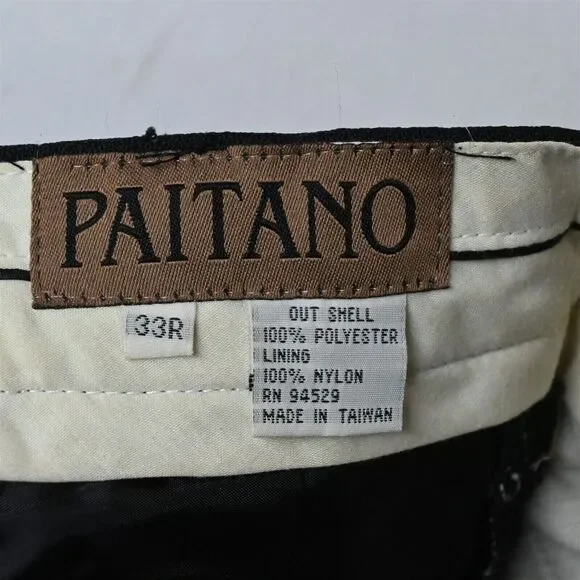 PAITANO
33R
OUT SHELL
100% POLYESTER
LINING
100% NYLON
RN 94529
MADE IN TAIWAN